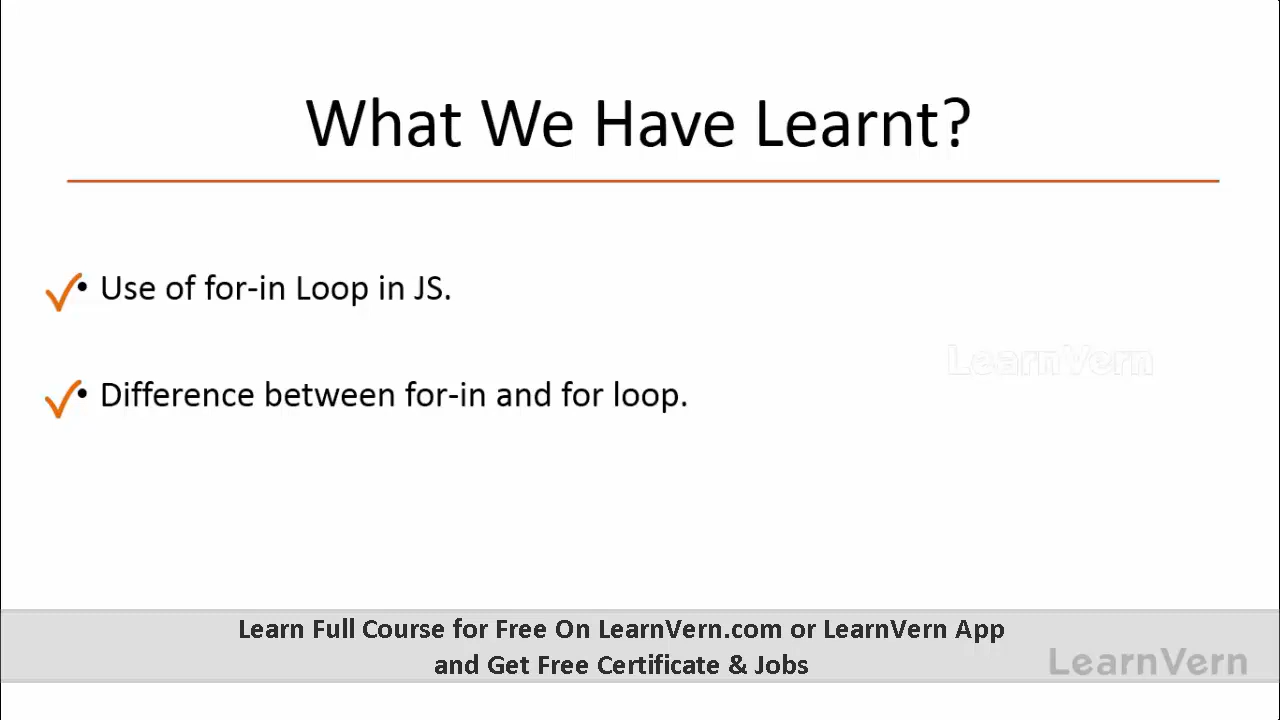 What We Have Learnt?
• Use of for-in Loop in JS.
• Difference between for-in and for loop.
LearnVern
Learn Full Course for Free On LearnVern.com or LearnVern App
and Get Free Certificate & Jobs
LearnVern